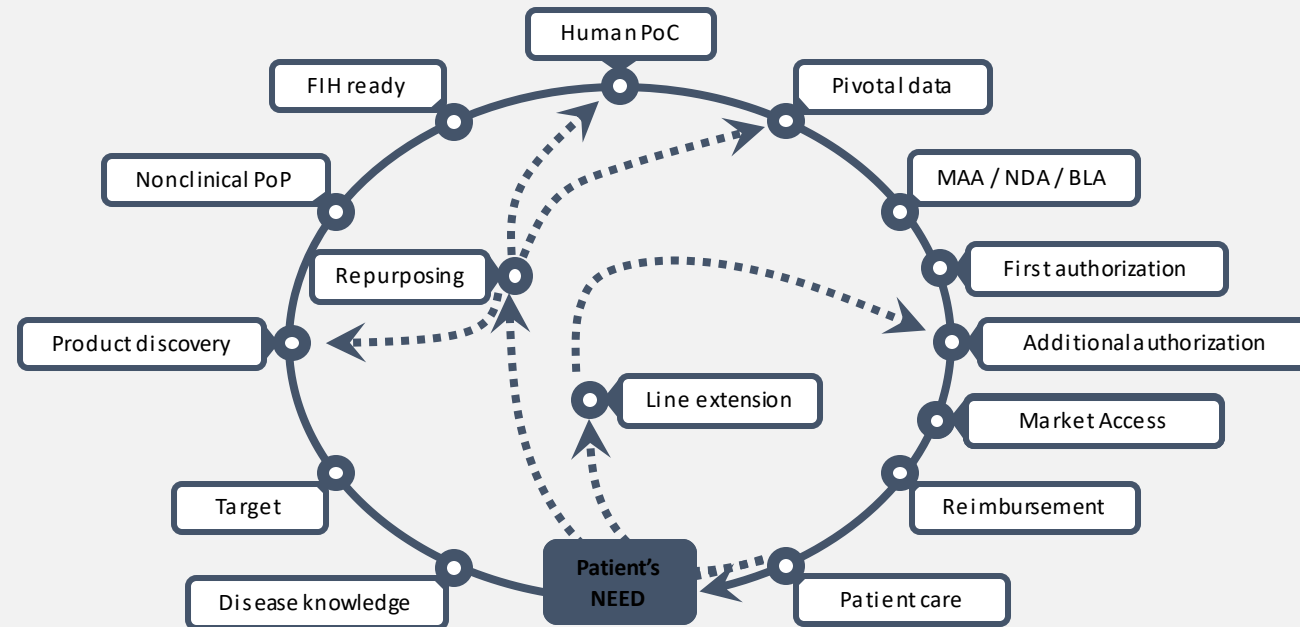 Human PoC
FIH ready
Pivotal data
Nonclinical PoP
MAA / NDA / BLA
Repurposing
First authorization
Product discovery
Additional authorization
Line extension
Market Access
Target
Reimbursement
Patient's
NEED
Disease knowledge
Patient care